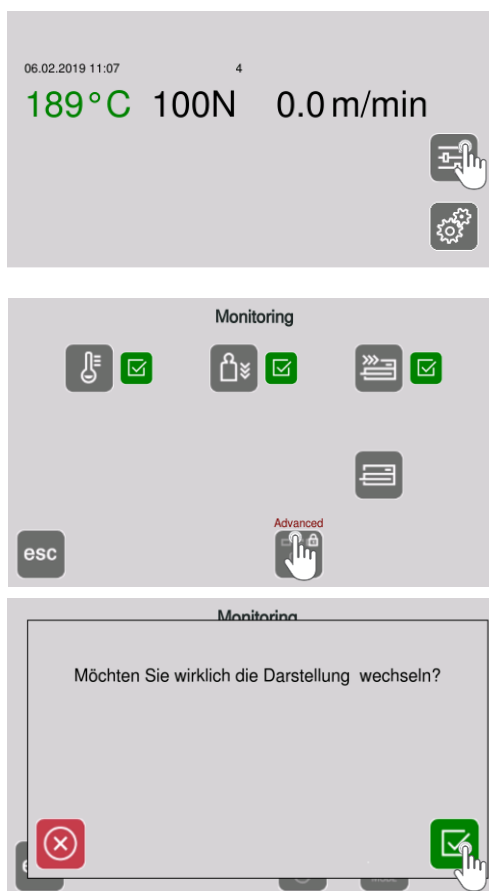 06.02.2019 11:07 4
189°C 100N 0.0 m/min
Monitoring
Advanced
esc
Monitoring
Möchten Sie wirklich die Darstellung wechseln?